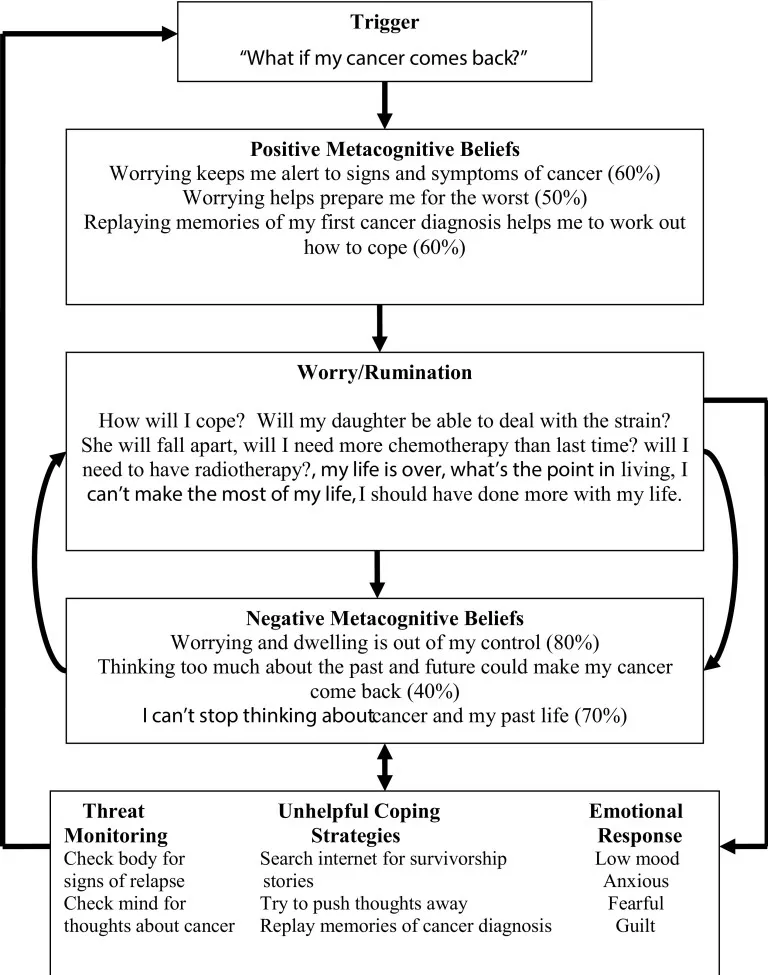 Trigger
“What if my cancer comes back?”
Positive Metacognitive Beliefs
Worrying keeps me alert to signs and symptoms of cancer (60%)
Worrying helps prepare me for the worst (50%)
Replaying memories of my first cancer diagnosis helps me to work out
how to cope (60%)
Worry/Rumination
How will I cope?  Will my daughter be able to deal with the strain?
She will fall apart, will I need more chemotherapy than last time? will I
need to have radiotherapy?, my life is over, what’s the point in living, I
can’t make the most of my life, I should have done more with my life.
Negative Metacognitive Beliefs
Worrying and dwelling is out of my control (80%)
Thinking too much about the past and future could make my cancer
come back (40%)
I can’t stop thinking about cancer and my past life (70%)
Threat
Monitoring
Check body for
signs of relapse
Check mind for
thoughts about cancer
Unhelpful Coping
Strategies
Search internet for survivorship
stories
Try to push thoughts away
Replay memories of cancer diagnosis
Emotional
Response
Low mood
Anxious
Fearful
Guilt